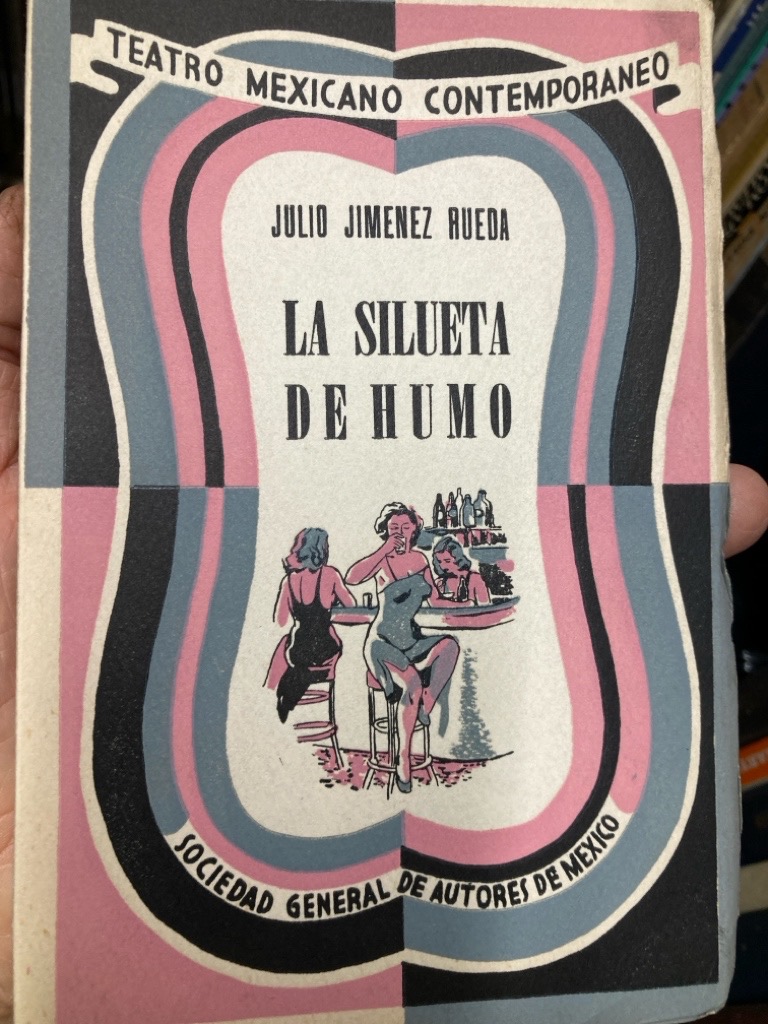 TEATRO MEXICANO CONTEMPORANEO
JULIO JIMENEZ RUEDA
LA SILUETA
DE HUMO
SOCIEDAD GENERAL DE AUTORES DE MEXICO